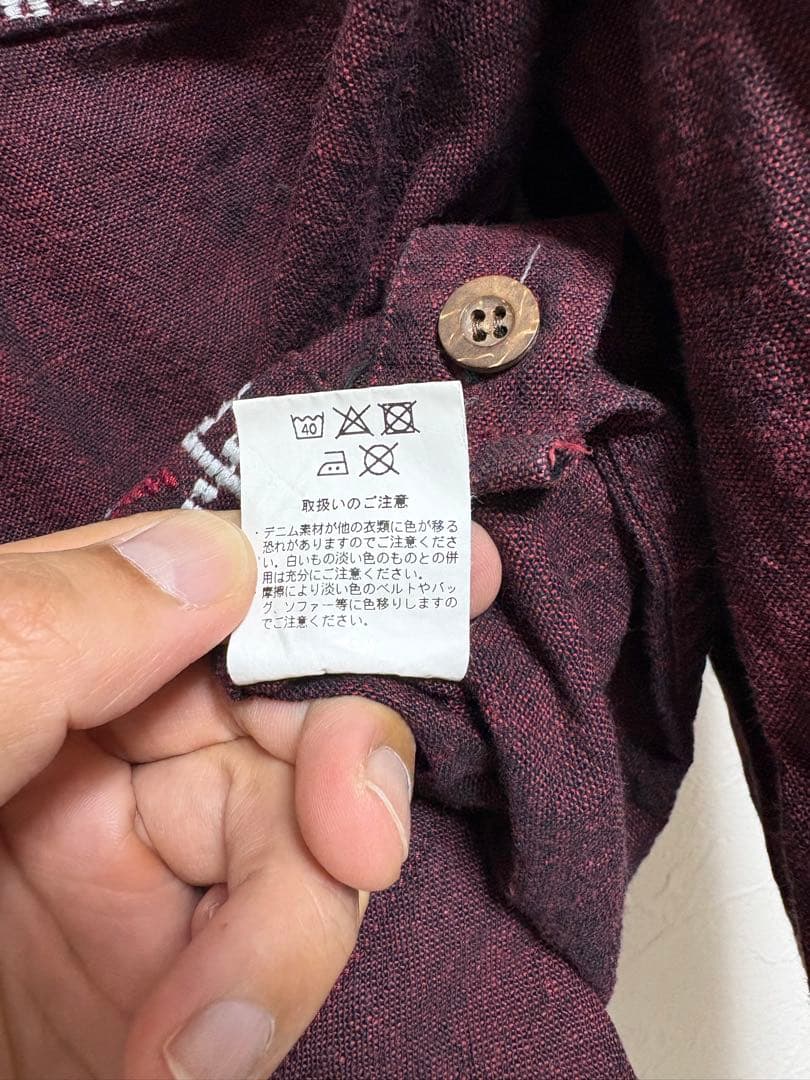 40
取扱いのご注意
・デニム素材が他の衣類に色が移る
恐れがありますのでご注意くださ
い。白いもの淡い色のものとの併
用は充分にご注意ください。
摩擦により淡い色のベルトやバッ
グ、ソファー等に色移りしますの
でご注意ください。